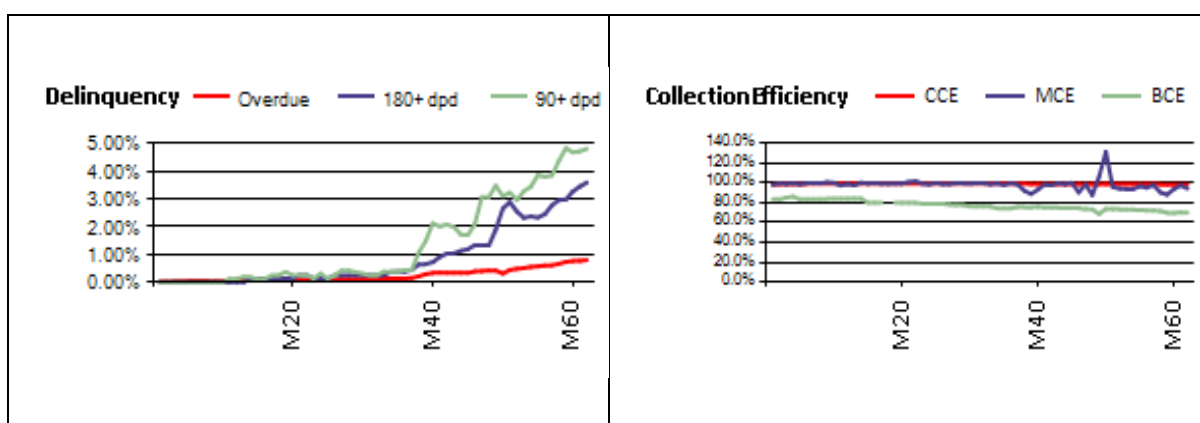 Delinquency Overdue 180+ dpd 90+ dpd
5.00%
4.00%
3.00%
2.00%
1.00%
0.00%
M20
M40
M60
Collection Efficiency CCE MCE BCE
140.0%
120.0%
100.0%
80.0%
60.0%
40.0%
20.0%
0.0%
M20
M40
M60